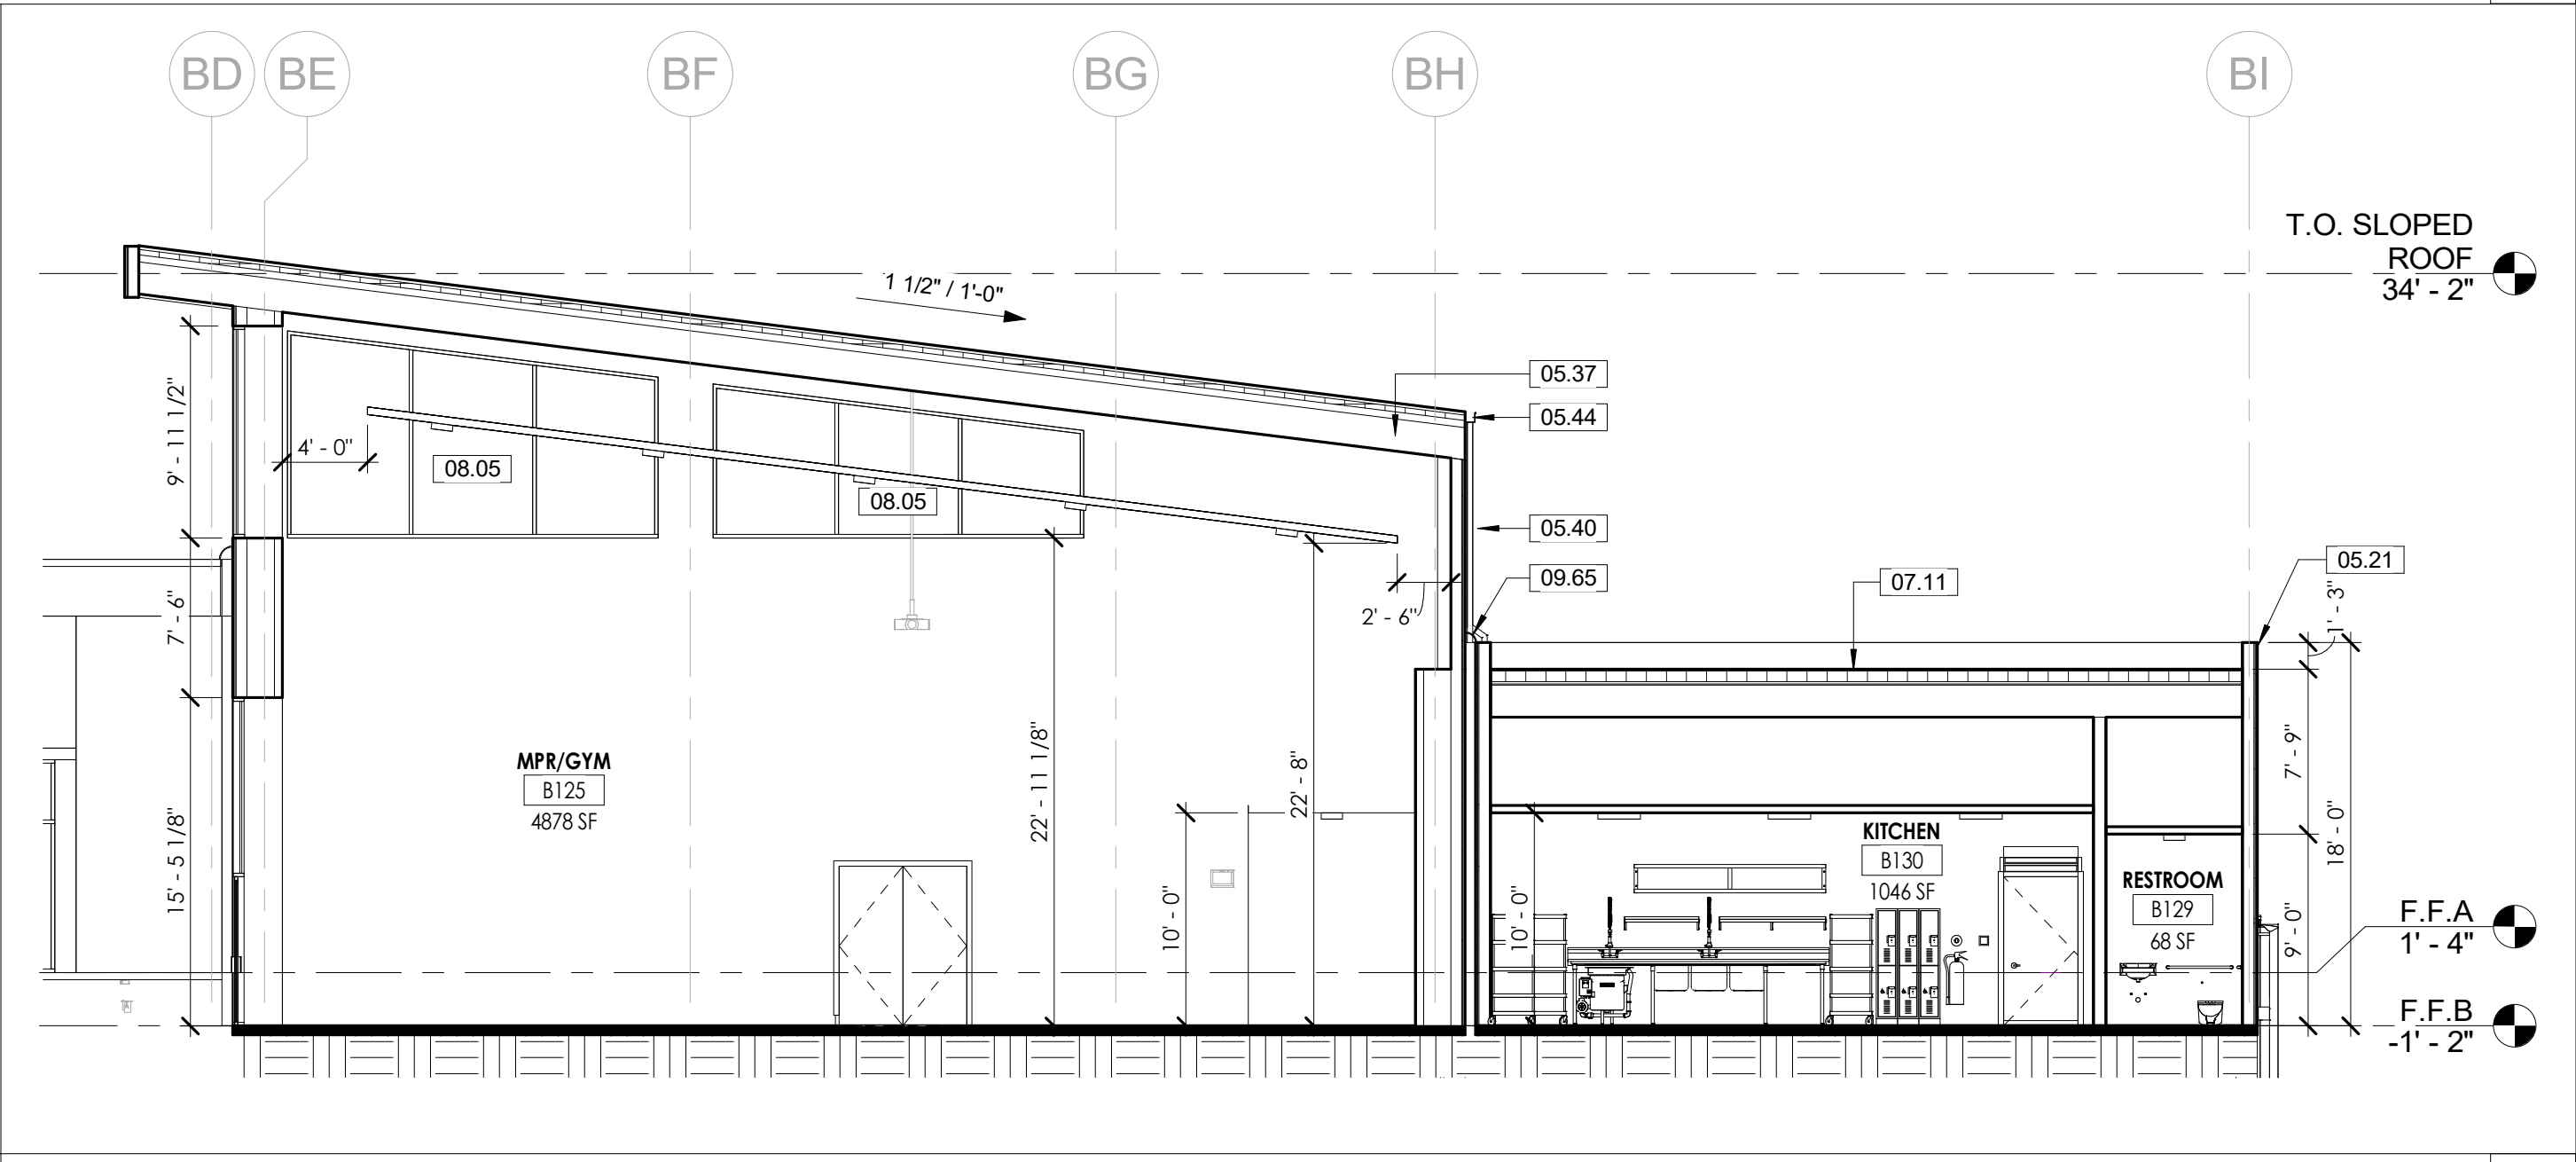 BD
BE
BF
BG
BH
BI
T.O. SLOPED
ROOF
34' - 2"
1 1/2" / 1'-0"
05.37
05.44
9' - 11 1/2"
4' - 0"
08.05
08.05
05.40
05.21
09.65
07.11
7' - 6"
2' - 6"
1' - 3"
MPR/GYM
B125
4878 SF
22' - 11 1/8"
22' - 8"
7' - 9"
15' - 5 1/8"
18' - 0"
KITCHEN
B130
1046 SF
RESTROOM
B129
68 SF
10' - 0"
10' - 0"
9' - 0"
F.F.A
1' - 4"
F.F.B
-1' - 2"